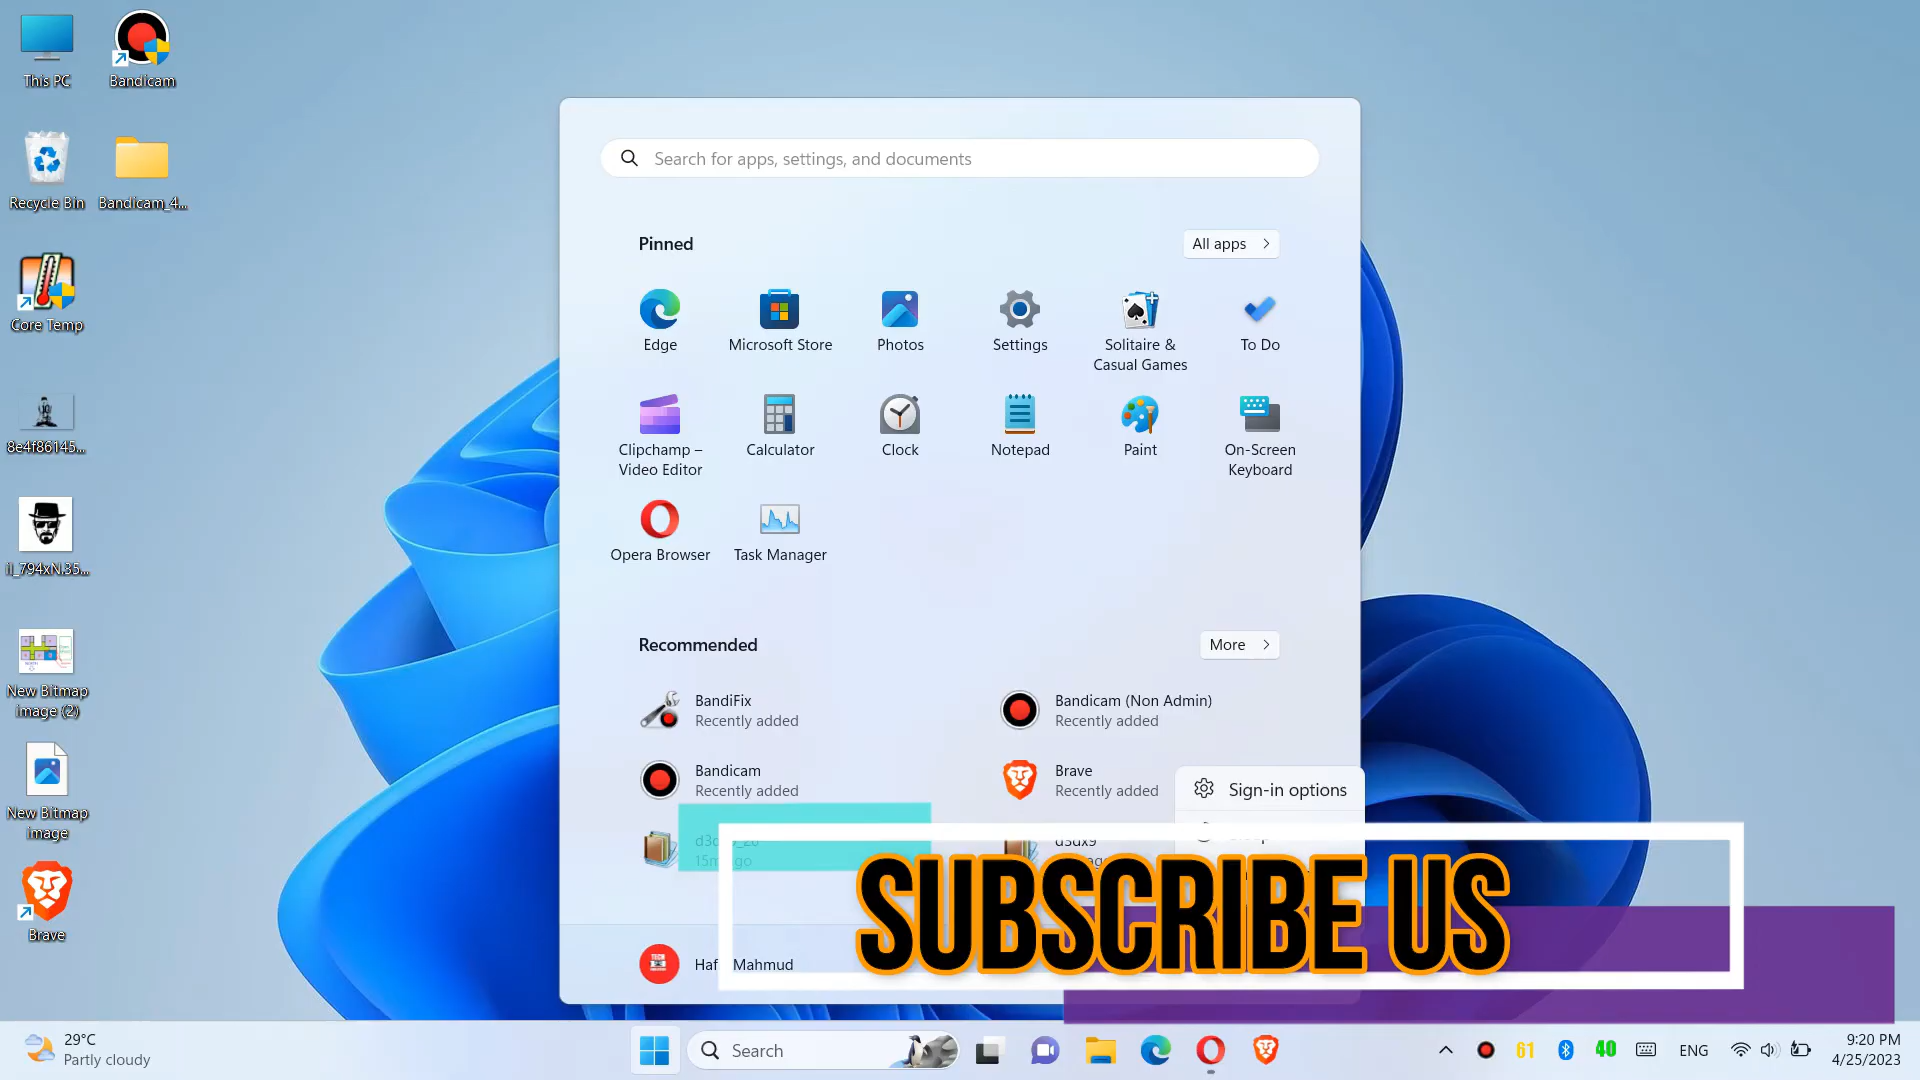 This PC
Bandicam
Recycle Bin
Bandicam_4...
Core Temp
8e4f86145...
New Bitmap
image (2)
New Bitmap
image
Brave
Search for apps, settings, and documents
Pinned
All apps
Edge
Microsoft Store
Photos
Settings
Solitaire &
Casual Games
To Do
Clipchamp –
Video Editor
Calculator
Clock
Notepad
Paint
On-Screen
Keyboard
Opera Browser
Task Manager
Recommended
More
BandiFix
Recently added
Bandicam (Non Admin)
Recently added
Bandicam
Recently added
Brave
Recently added
Sign-in options
d3dx9
SUBSCRIBE US
Mahmud
29°C
Partly cloudy
Search
61
40
ENG
9:20 PM
4/25/2023